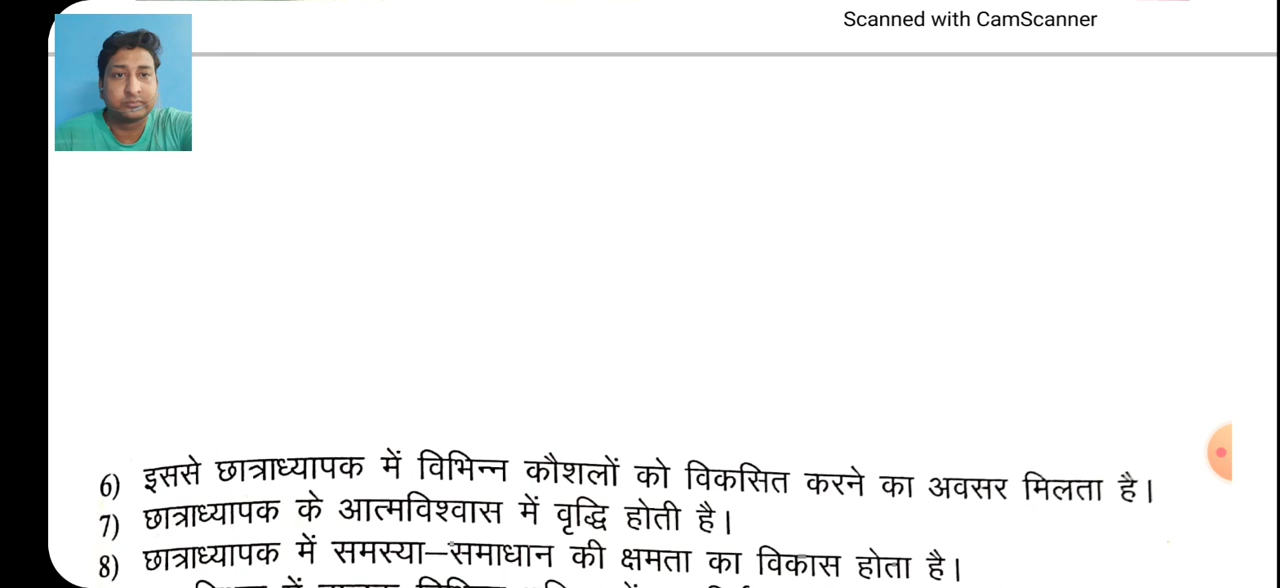 Scanned with CamScanner
6) इससे छात्राध्यापक में विभिन्न कौशलों को विकसित करने का अवसर मिलता है।
7) छात्राध्यापक के आत्मविश्वास में वृद्धि होती है।
8) छात्राध्यापक में समस्या–समाधान की क्षमता का विकास होता है।